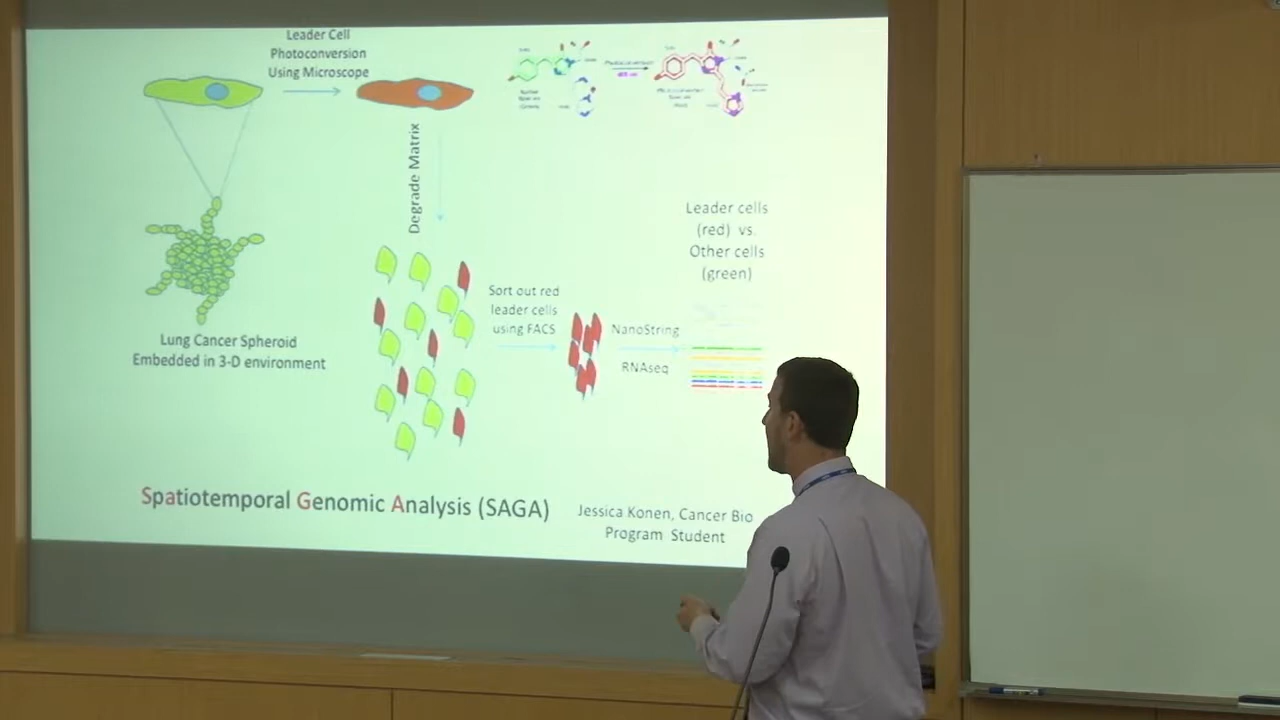 Leader Cell
Photoconversion
Using Microscope
Degrade Matrix
Leader cells
(red) vs.
Other cells
(green)
Sort out red
leader cells
using FACS
NanoString
RNAseq
Lung Cancer Spheroid
Embedded in 3-D environment
Spatiotemporal Genomic Analysis (SAGA)
Jessica Konen, Cancer Bio
Program Student